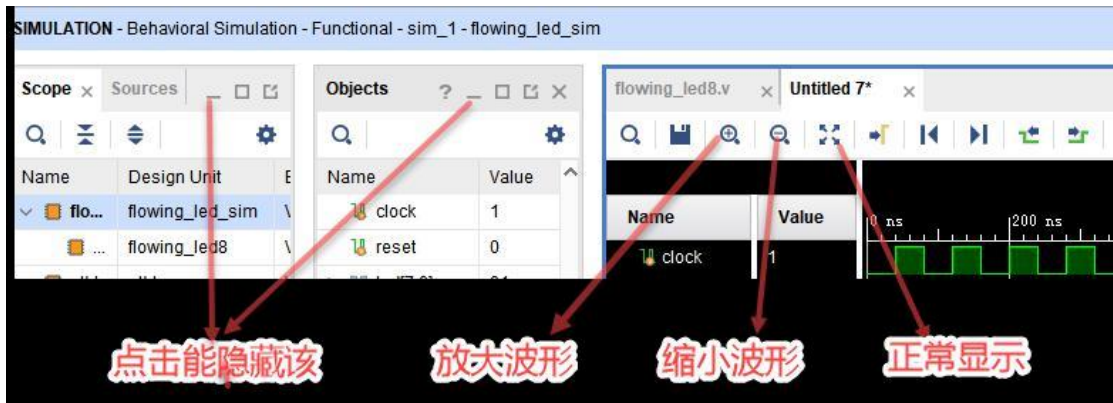 SIMULATION - Behavioral Simulation - Functional - sim_1 - flowing_led_sim
Scope Sources
Name Design Unit
flo... flowing_led_sim
... flowing_led8
Objects ?
Name Value
clock 1
reset 0
flowing_led8.v Untitled 7*
Name Value
0 ns 200 ns
clock 1
点击能隐藏该
放大波形
缩小波形
正常显示